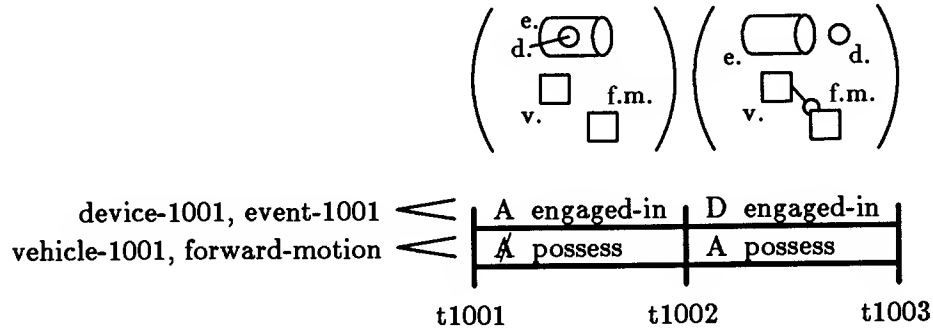 e.
d.
v.
f.m.
e.
d.
v.
f.m.
device-1001, event-1001 A engaged-in D engaged-in
vehicle-1001, forward-motion A̸ possess A possess
t1001 t1002 t1003